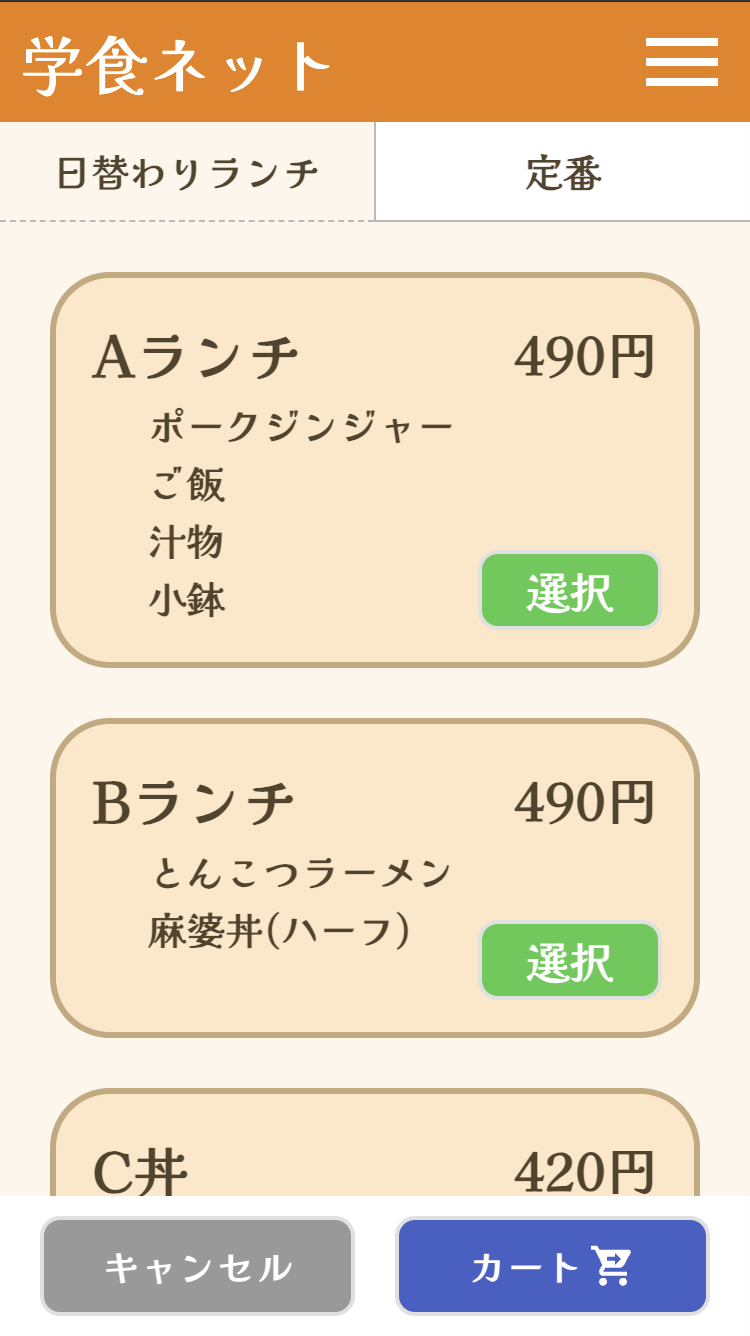 学食ネット
日替わりランチ
定番
Aランチ 490円
ポークジンジャー
ご飯
汁物
小鉢
選択
Bランチ 490円
とんこつラーメン
麻婆丼(ハーフ)
選択
C丼 420円
キャンセル
カート